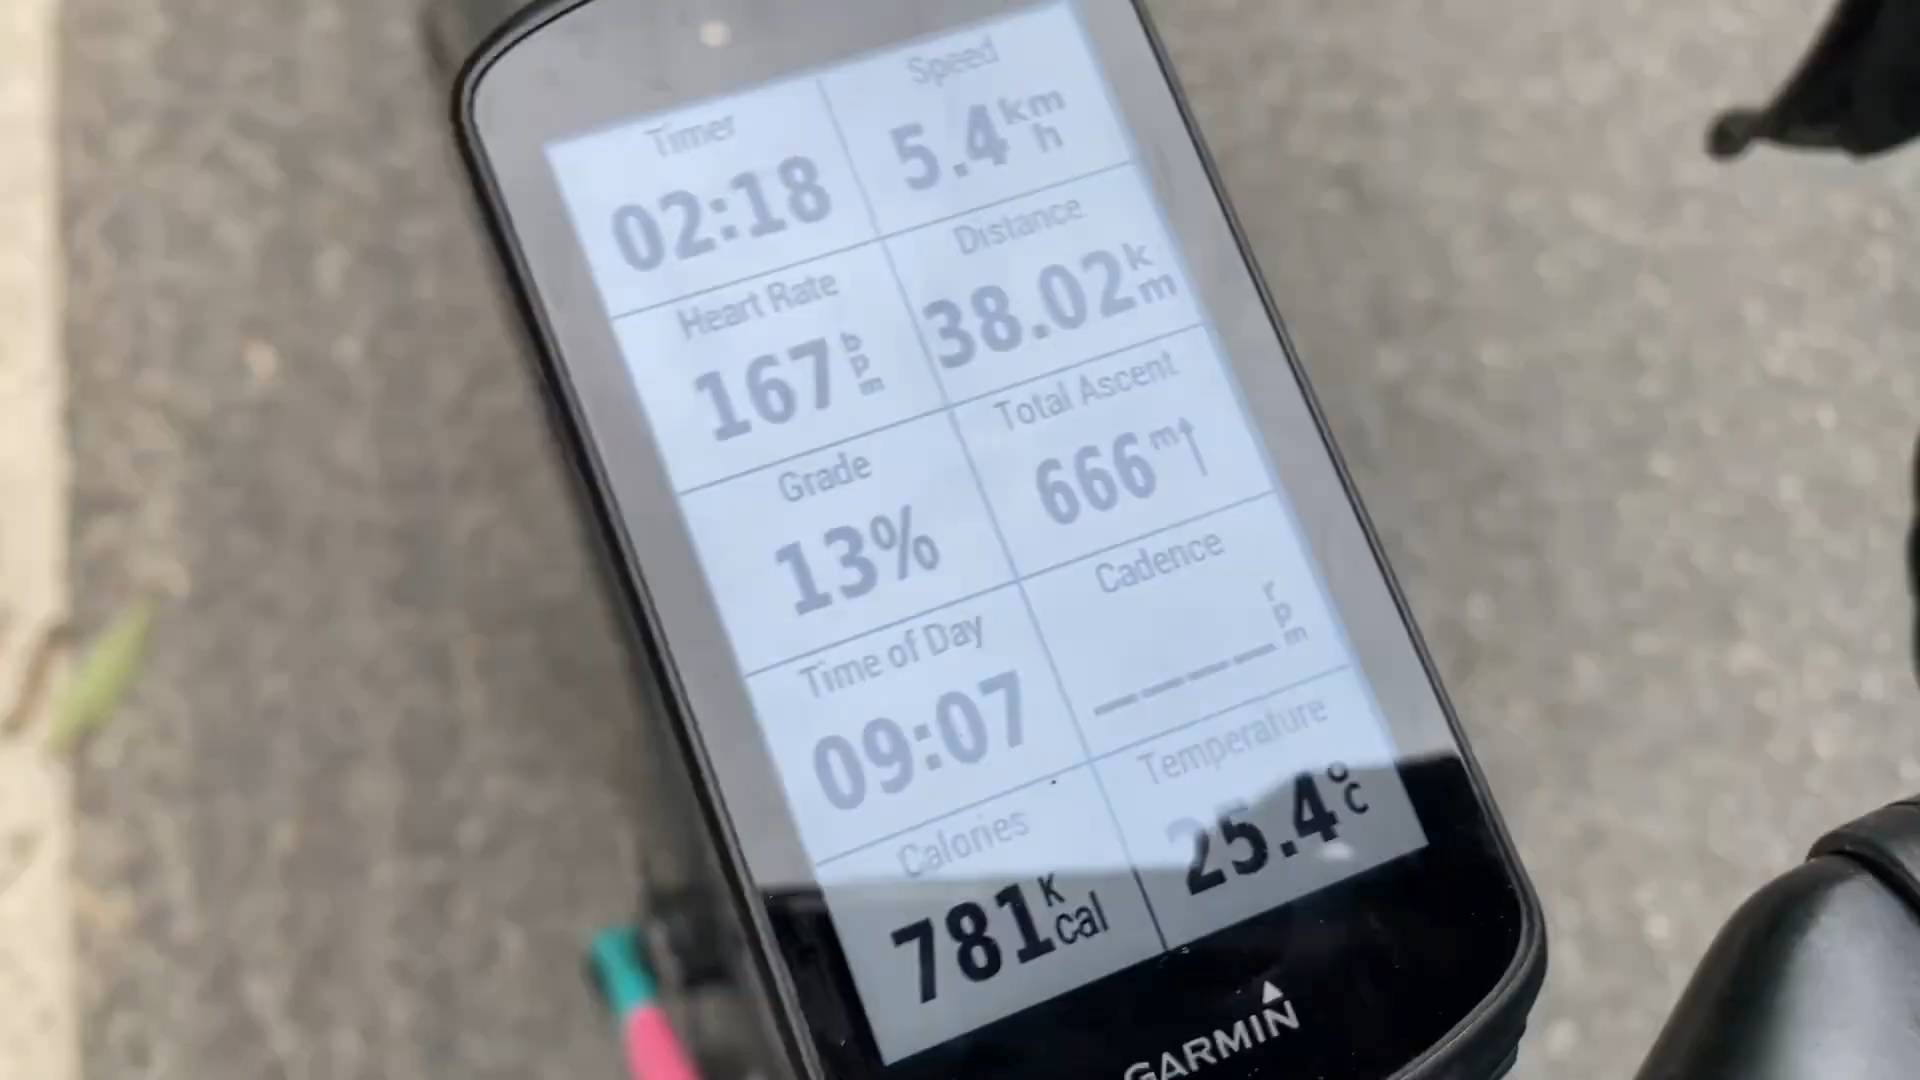 Timer
02:18
Speed
5.4 km h
Heart Rate
167 bpm
Distance
38.02 km
Grade
13%
Total Ascent
666 m↑
Time of Day
09:07
Cadence
____ rpm
Calories
781 Kcal
Temperature
25.4 °C
GARMIN